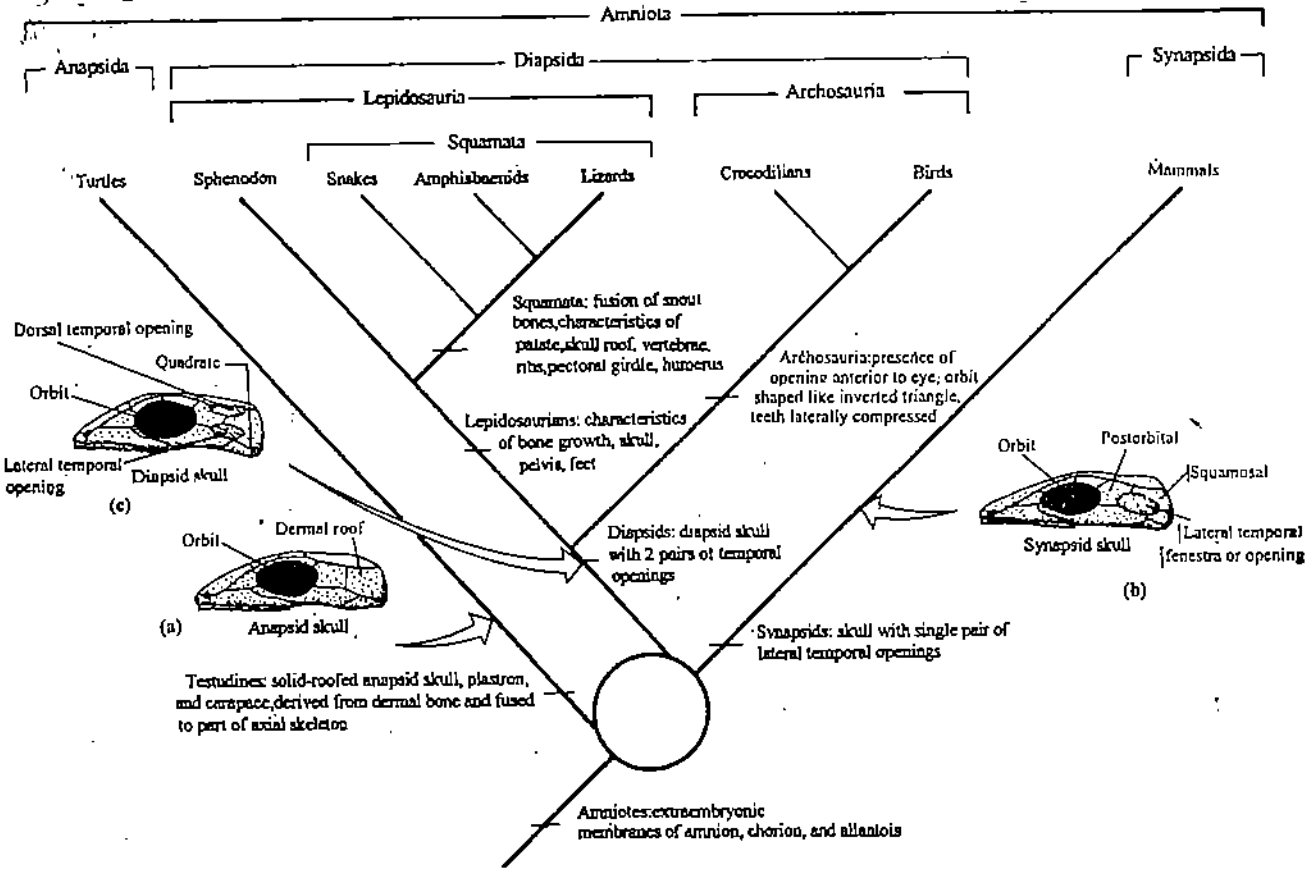 Amniota
Anapsida
Diapsida
Synapsida
Lepidosauria
Archosauria
Squamata
Turtles
Sphenodon
Snakes
Amphisbaenids
Lizards
Crocodilians
Birds
Mammals
Squamata: fusion of snout
bones,characteristics of
palate,skull roof, vertebrae,
ribs,pectoral girdle, humerus
Dorsal temporal opening
Quadrate
Orbit
Lateral temporal
opening
Diapsid skull
(c)
Archosauria:presence of
opening anterior to eye; orbit
shaped like inverted triangle,
teeth laterally compressed
Lepidosaurians: characteristics
of bone growth, skull,
pelvis, feet
Orbit
Postorbital
Squamosal
Lateral temporal
fenestra or opening
Synapsid skull
(b)
Orbit
Dermal roof
(a)
Anapsid skull
Diapsids: diapsid skull
with 2 pairs of temporal
openings
Synapsids: skull with single pair of
lateral temporal openings
Testudines: solid-roofed anapsid skull, plastron,
and carapace,derived from dermal bone and fused
to part of axial skeleton
Amniotes:extraembryonic
membranes of amnion, chorion, and allantois